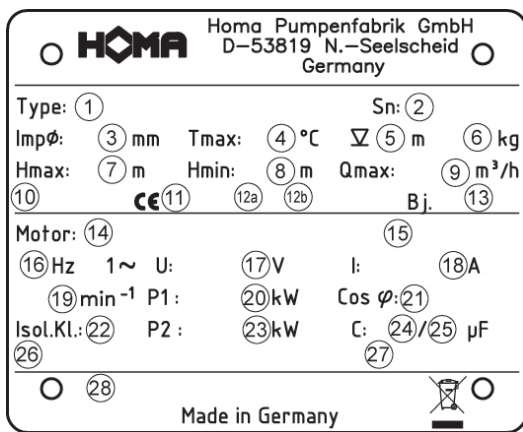 HOMA
Homa Pumpenfabrik GmbH
D-53819 N.-Seelscheid
Germany
Type: 1 Sn: 2
Impø: 3 mm Tmax: 4 °C 5 m 6 kg
Hmax: 7 m Hmin: 8 m Qmax: 9 m³/h
10 CE 11 12a 12b Bj. 13
Motor: 14 15
16 Hz 1~ U: 17 V I: 18 A
19 min⁻¹ P1: 20 kW Cos φ: 21
Isol.Kl.: 22 P2: 23 kW C: 24/25 µF
26 27
28
Made in Germany